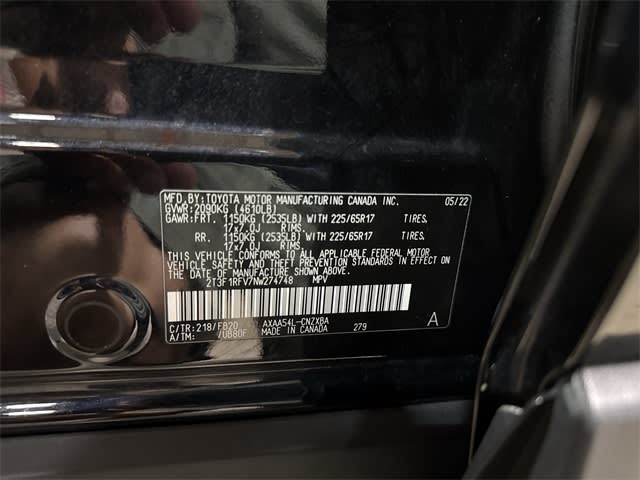 MFD.BY:TOYOTA MOTOR MANUFACTURING CANADA INC. 05/22
GVWR:2090KG (4610LB)
GAWR:FRT. 1150KG (2535LB) WITH 225/65R17 TIRES.
17x7.0J RIMS.
RR. 1150KG (2535LB) WITH 225/65R17 TIRES.
17x7.0J RIMS.
THIS VEHICLE CONFORMS TO ALL APPLICABLE FEDERAL MOTOR
VEHICLE SAFETY AND THEFT PREVENTION STANDARDS IN EFFECT ON
THE DATE OF MANUFACTURE SHOWN ABOVE.
2T3F1RFV7NW274748 MPV
C/TR:218/FB20 AXAA54L-CNZXBA 279
A/TM: /UB80F MADE IN CANADA
A